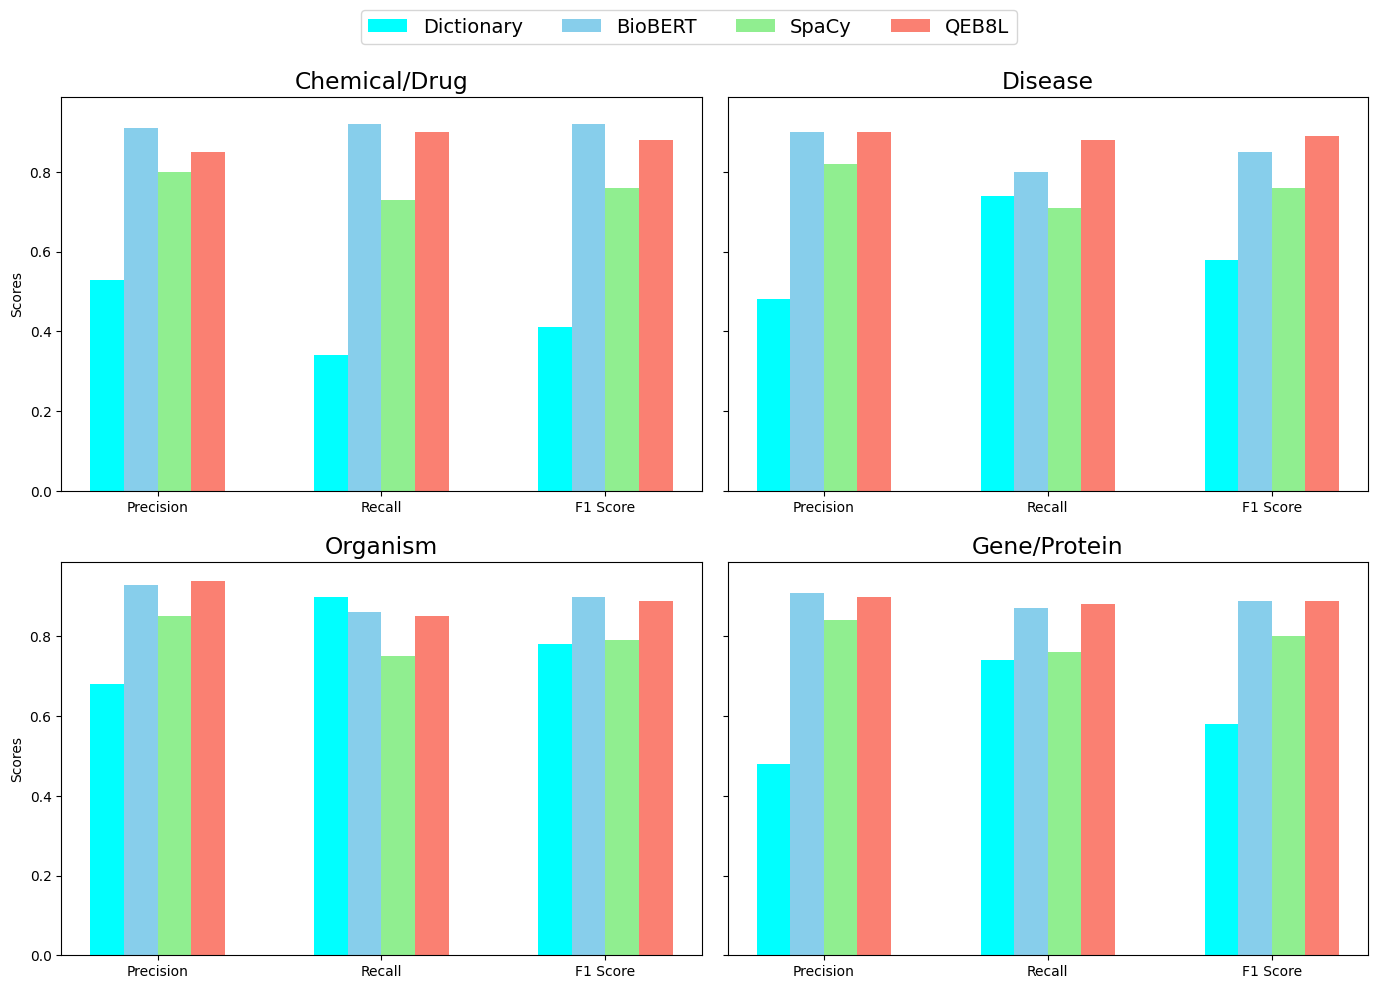 Dictionary BioBERT SpaCy QEB8L
Chemical/Drug
Scores
0.8
0.6
0.4
0.2
0.0
Precision Recall F1 Score
Disease
Precision Recall F1 Score
Organism
Scores
0.8
0.6
0.4
0.2
0.0
Precision Recall F1 Score
Gene/Protein
Precision Recall F1 Score